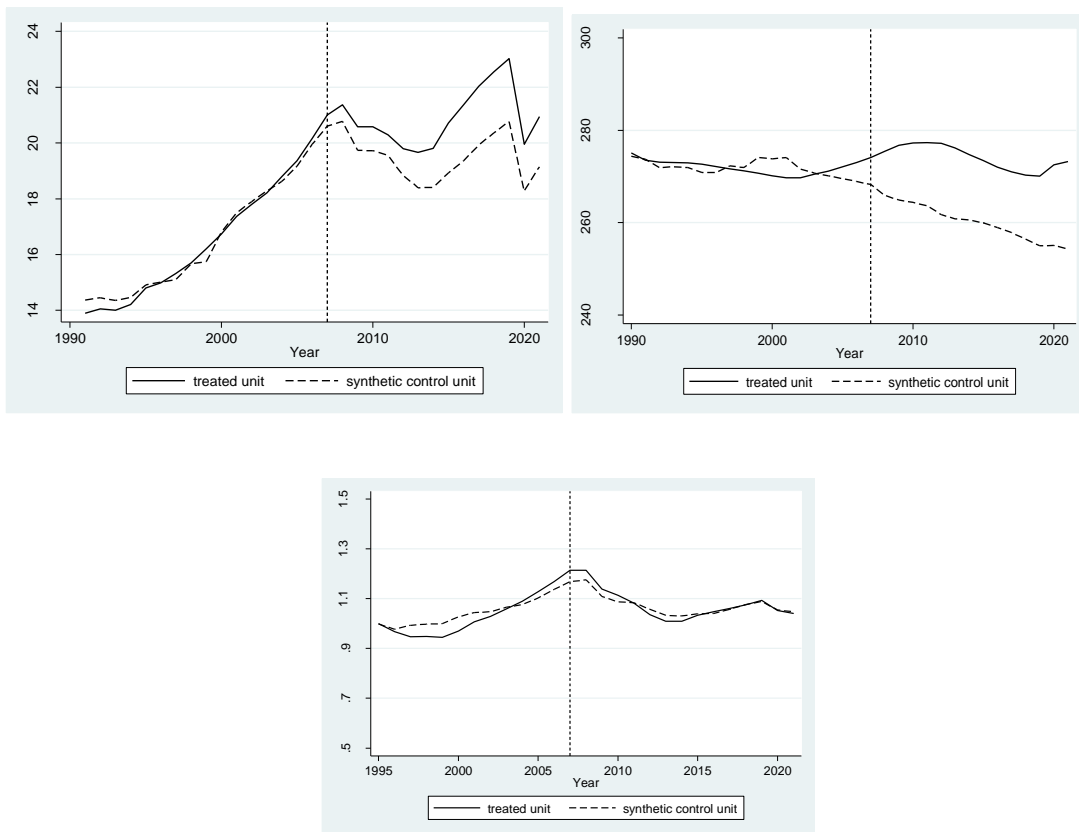 24
22
20
18
16
14
1990 2000 2010 2020
Year
treated unit synthetic control unit
300
280
260
240
1990 2000 2010 2020
Year
treated unit synthetic control unit
1.5
1.3
1.1
.9
.7
.5
1995 2000 2005 2010 2015 2020
Year
treated unit synthetic control unit